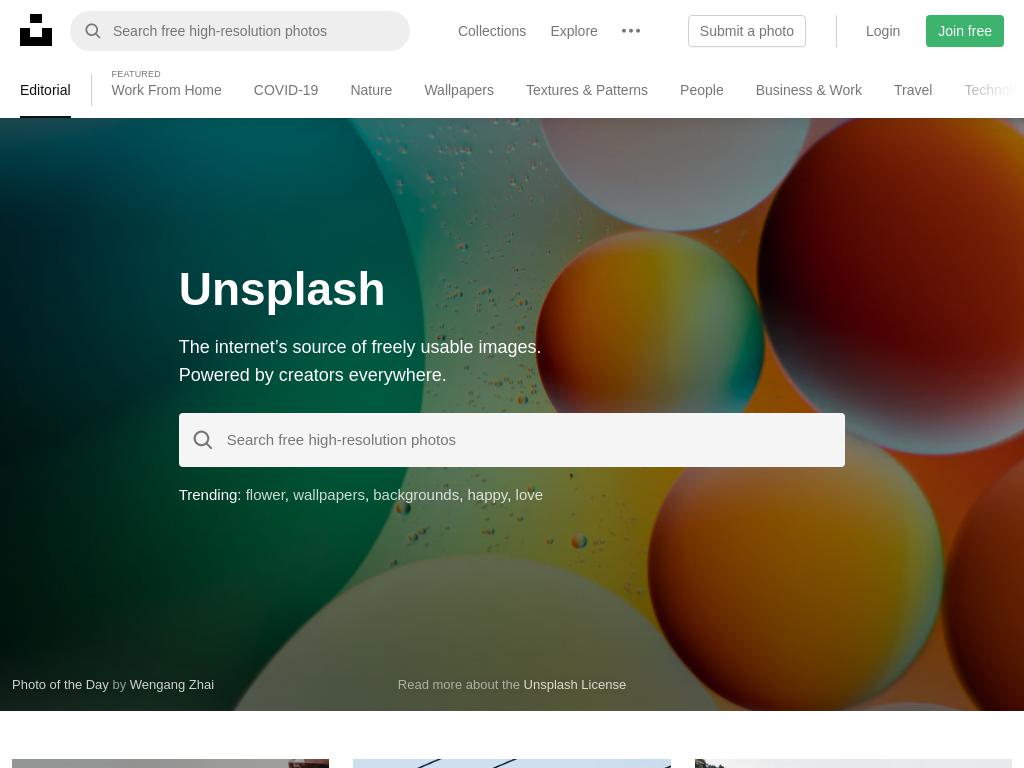 Search free high-resolution photos
Collections
Explore
Submit a photo
Login
Join free
Editorial
FEATURED
Work From Home
COVID-19
Nature
Wallpapers
Textures & Patterns
People
Business & Work
Travel
Unsplash
The internet’s source of freely usable images.
Powered by creators everywhere.
Search free high-resolution photos
Trending: flower, wallpapers, backgrounds, happy, love
Photo of the Day by Wengang Zhai
Read more about the Unsplash License